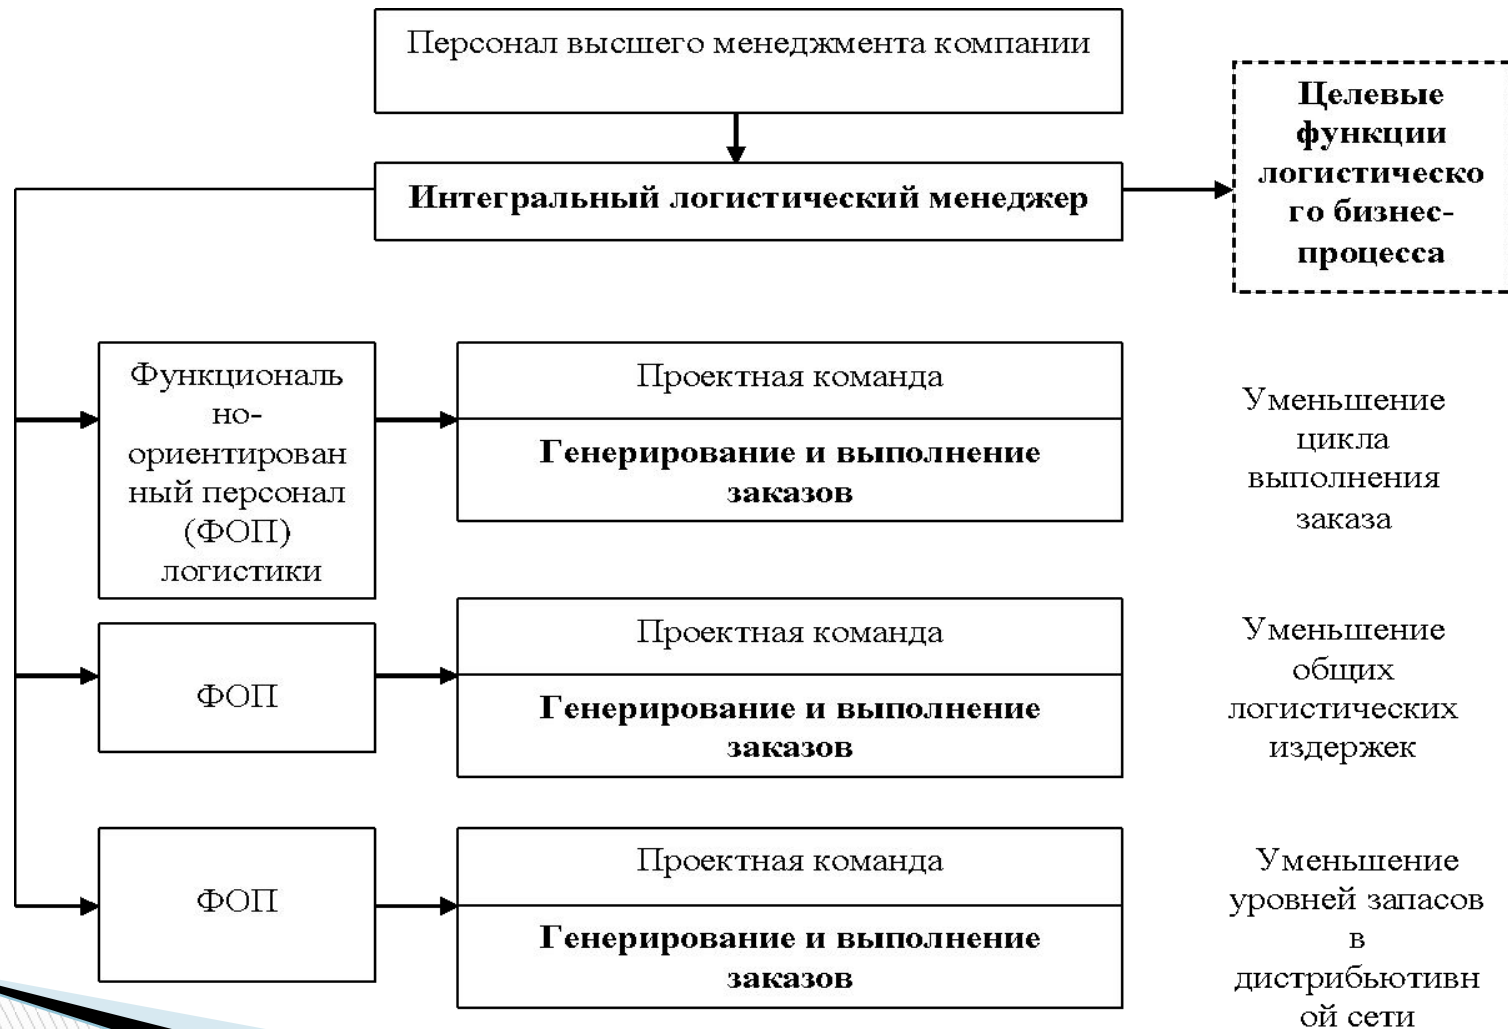 Персонал высшего менеджмента компании
Целевые
функции
логистическо
го бизнес-
процесса
Интегральный логистический менеджер
Функциональ
но-
ориентирован
ный персонал
(ФОП)
логистики
Проектная команда
Генерирование и выполнение
заказов
Уменьшение
цикла
выполнения
заказа
ФОП
Проектная команда
Генерирование и выполнение
заказов
Уменьшение
общих
логистических
издержек
ФОП
Проектная команда
Генерирование и выполнение
заказов
Уменьшение
уровней запасов
в
дистрибьютивн
ой сети